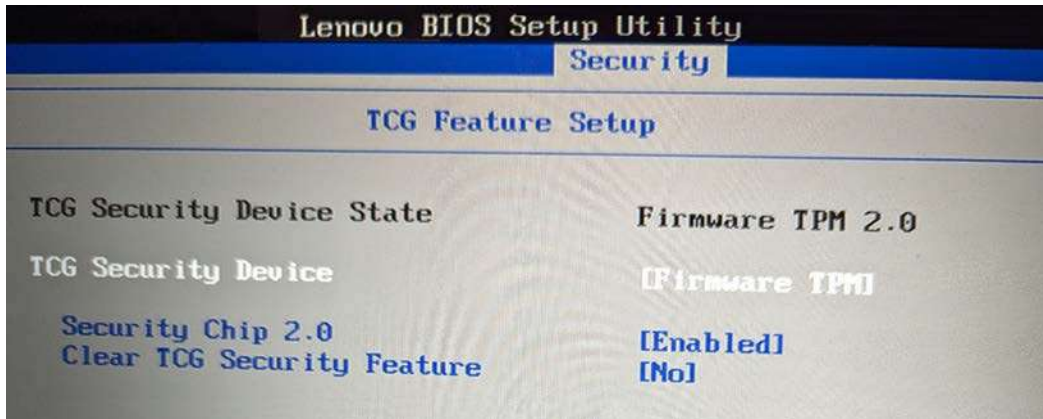 Lenovo BIOS Setup Utility
Security
TCG Feature Setup
TCG Security Device State Firmware TPM 2.0
TCG Security Device [Firmware TPM]
Security Chip 2.0 [Enabled]
Clear TCG Security Feature [No]